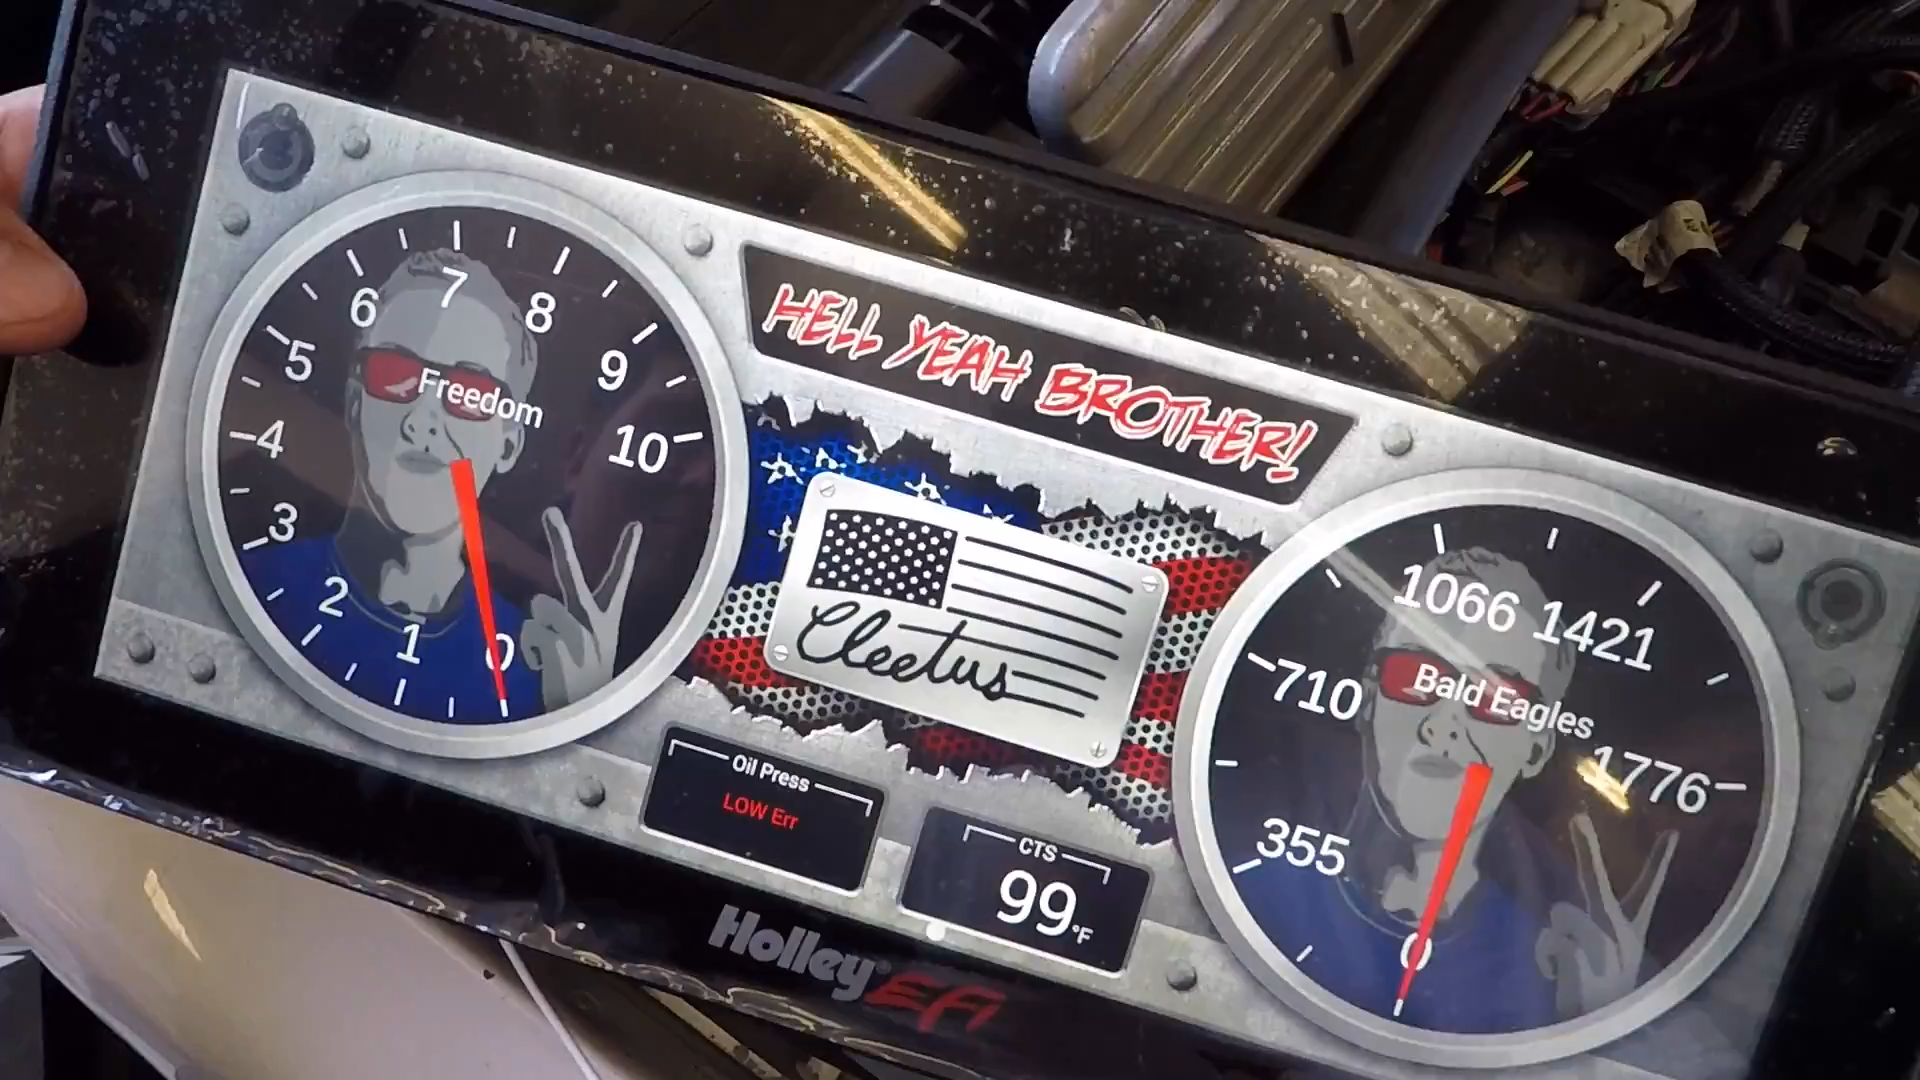 HELL YEAH BROTHER!
Freedom
0
1
2
3
4
5
6
7
8
9
10
Cleetus
Bald Eagles
0
355
710
1066
1421
1776
Oil Press
LOW Err
CTS
99°F
Holley EFI